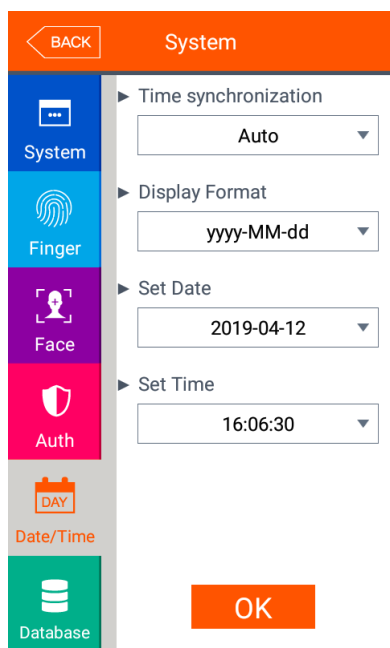 BACK
System
System
Finger
Face
Auth
DAY
Date/Time
Database
Time synchronization
Auto
Display Format
yyyy-MM-dd
Set Date
2019-04-12
Set Time
16:06:30
OK